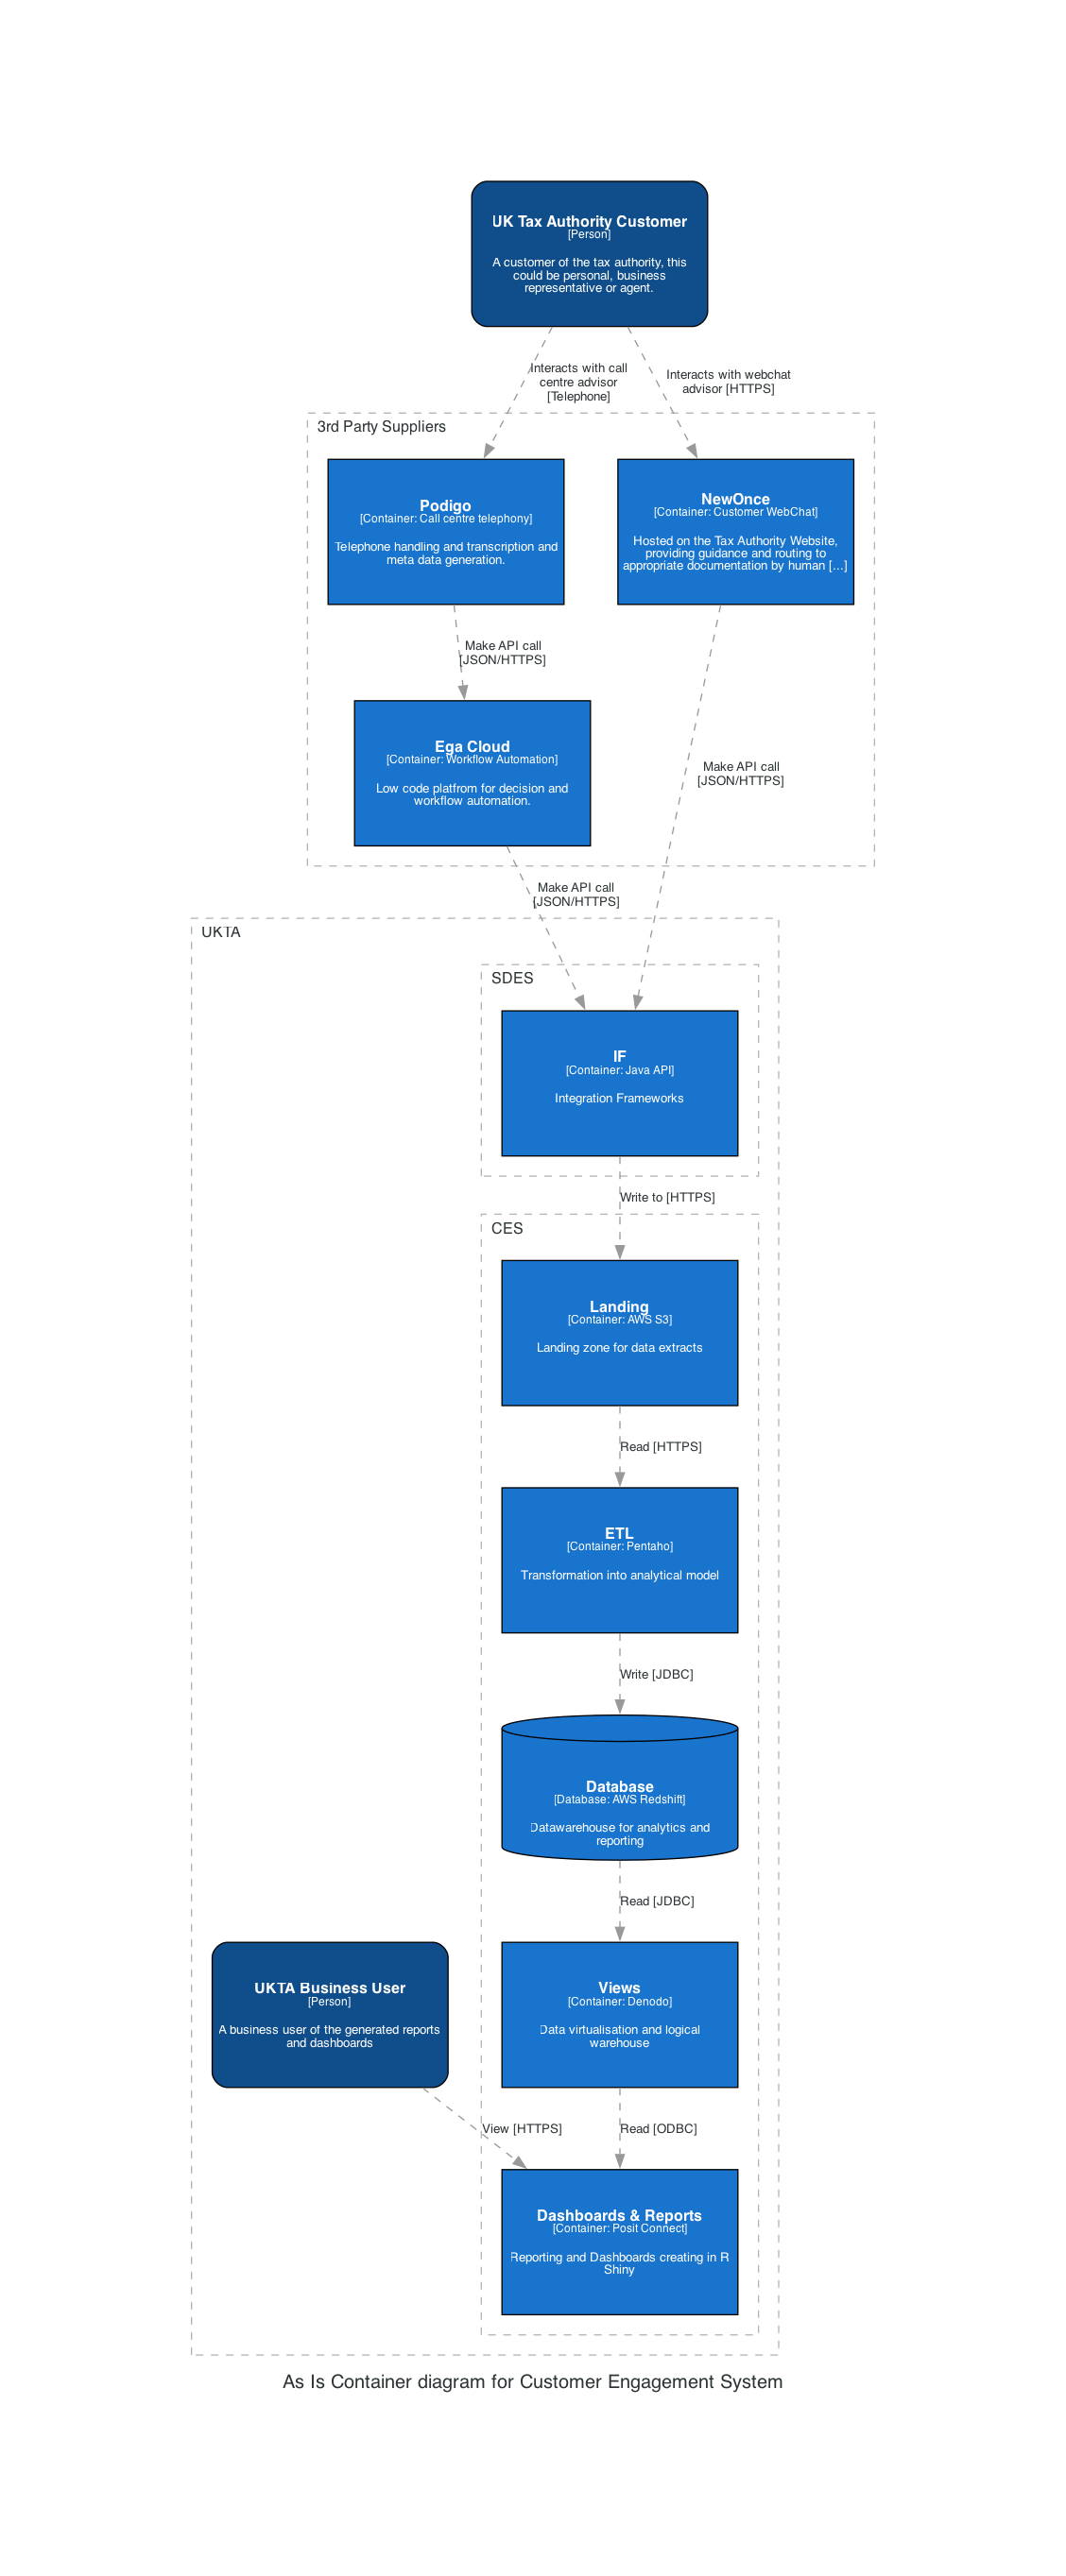 UK Tax Authority Customer
[Person]
A customer of the tax authority, this
could be personal, business
representative or agent.
Interacts with call
centre advisor
[Telephone]
Interacts with webchat
advisor [HTTPS]
3rd Party Suppliers
Podigo
[Container: Call centre telephony]
Telephone handling and transcription and
meta data generation.
NewOnce
[Container: Customer WebChat]
Hosted on the Tax Authority Website,
providing guidance and routing to
appropriate documentation by human [...]
Make API call
[JSON/HTTPS]
Ega Cloud
[Container: Workflow Automation]
Low code platfrom for decision and
workflow automation.
Make API call
[JSON/HTTPS]
Make API call
[JSON/HTTPS]
UKTA
SDES
IF
[Container: Java API]
Integration Frameworks
Write to [HTTPS]
CES
Landing
[Container: AWS S3]
Landing zone for data extracts
Read [HTTPS]
ETL
[Container: Pentaho]
Transformation into analytical model
Write [JDBC]
Database
[Database: AWS Redshift]
Datawarehouse for analytics and
reporting
Read [JDBC]
UKTA Business User
[Person]
A business user of the generated reports
and dashboards
Views
[Container: Denodo]
Data virtualisation and logical
warehouse
View [HTTPS]
Read [ODBC]
Dashboards & Reports
[Container: Posit Connect]
Reporting and Dashboards creating in R
Shiny
As Is Container diagram for Customer Engagement System